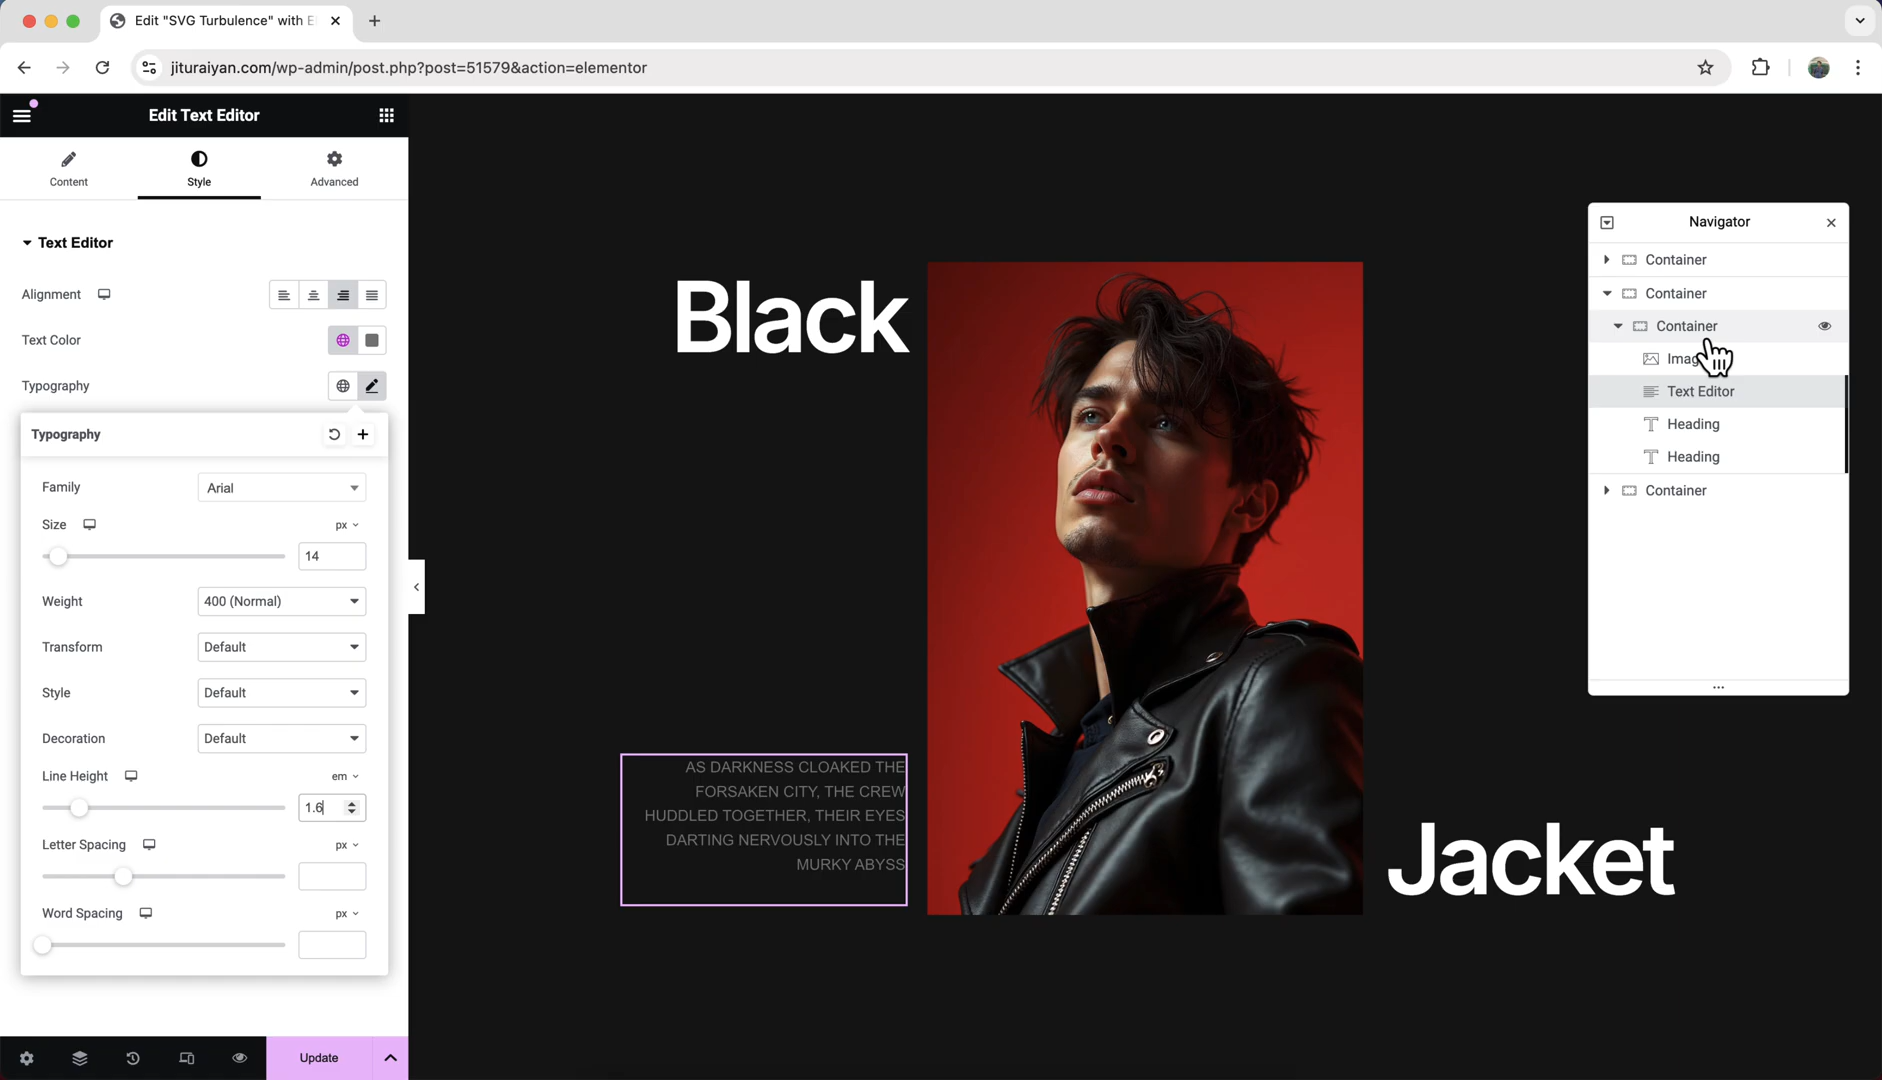 Edit "SVG Turbulence" with E
jituraiyan.com/wp-admin/post.php?post=51579&action=elementor
Edit Text Editor
Content
Style
Advanced
Text Editor
Alignment
Text Color
Typography
Typography
Family
Arial
Size
px
14
Weight
400 (Normal)
Transform
Default
Style
Default
Decoration
Default
Line Height
em
1.6
Letter Spacing
px
Word Spacing
px
Update
Black
AS DARKNESS CLOAKED THE
FORSAKEN CITY, THE CREW
HUDDLED TOGETHER, THEIR EYES
DARTING NERVOUSLY INTO THE
MURKY ABYSS
Jacket
Navigator
Container
Container
Container
Text Editor
Heading
Heading
Container